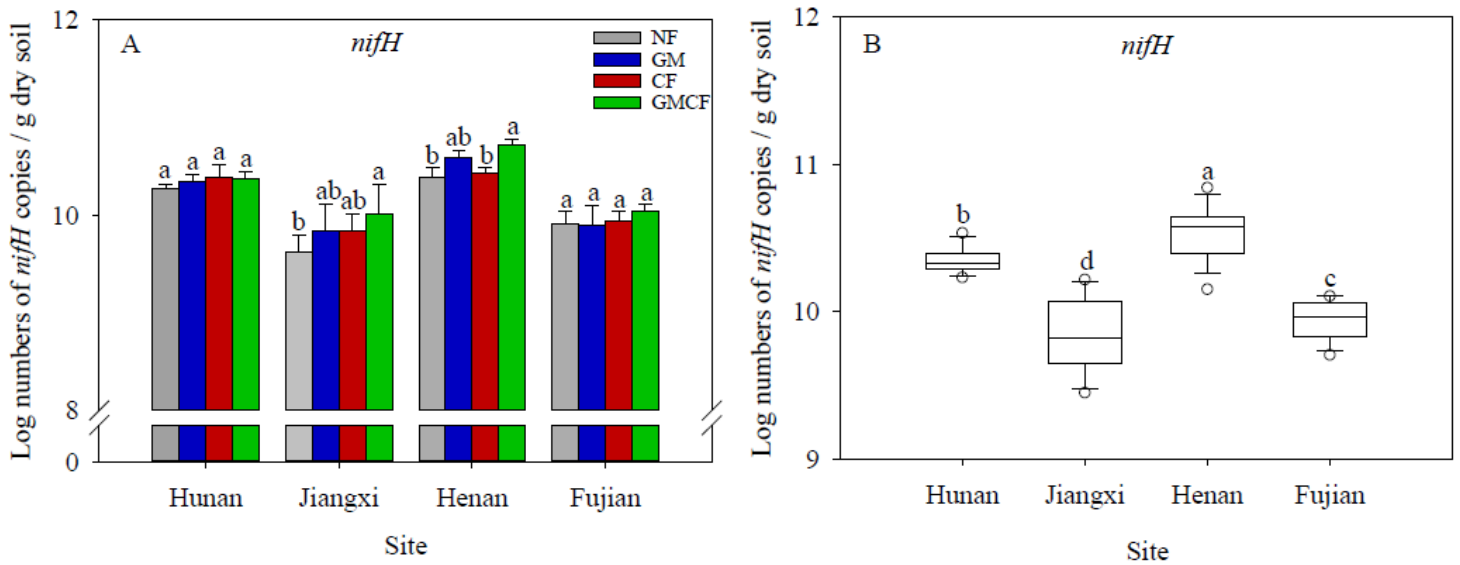 A
nifH
NF
GM
CF
GMCF
Log numbers of nifH copies / g dry soil
12
10
8
0
a a a a
b ab ab a
b ab b a
a a a a
Hunan Jiangxi Henan Fujian
Site
B
nifH
Log numbers of nifH copies / g dry soil
12
11
10
9
b d a c
Hunan Jiangxi Henan Fujian
Site